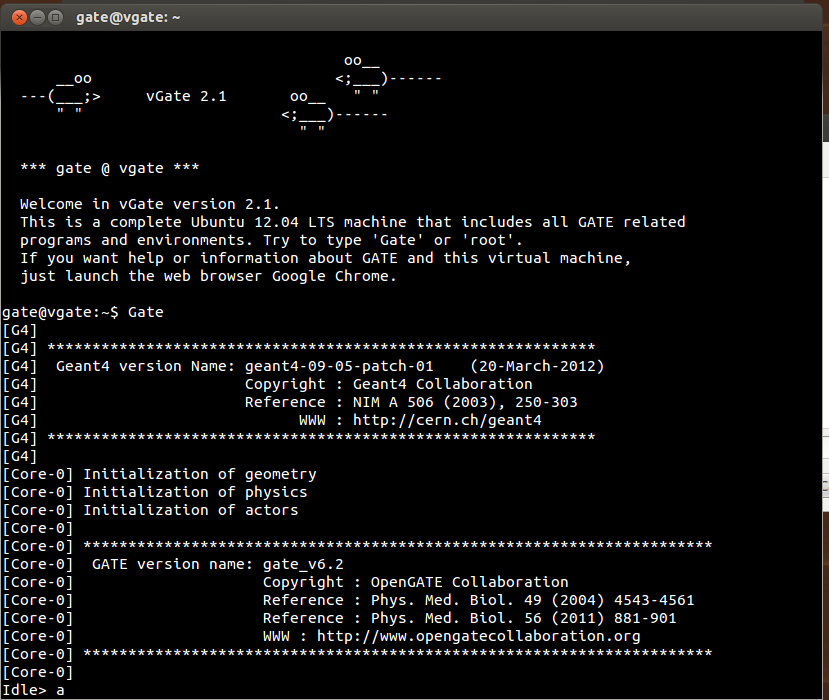 gate@vgate: ~
                                      oo__
      __oo                           <;___)------
  ---(___;>     vGate 2.1       oo__   " "
      " "                      <;___)------
                                 " "
  *** gate @ vgate ***
  Welcome in vGate version 2.1.
  This is a complete Ubuntu 12.04 LTS machine that includes all GATE related
  programs and environments. Try to type 'Gate' or 'root'.
  If you want help or information about GATE and this virtual machine,
  just launch the web browser Google Chrome.
gate@vgate:~$ Gate
[G4]
[G4] *************************************************************
[G4]  Geant4 version Name: geant4-09-05-patch-01    (20-March-2012)
[G4]                       Copyright : Geant4 Collaboration
[G4]                       Reference : NIM A 506 (2003), 250-303
[G4]                             WWW : http://cern.ch/geant4
[G4] *************************************************************
[G4]
[Core-0] Initialization of geometry
[Core-0] Initialization of physics
[Core-0] Initialization of actors
[Core-0]
[Core-0] **********************************************************************
[Core-0]  GATE version name: gate_v6.2
[Core-0]                     Copyright : OpenGATE Collaboration
[Core-0]                     Reference : Phys. Med. Biol. 49 (2004) 4543-4561
[Core-0]                     Reference : Phys. Med. Biol. 56 (2011) 881-901
[Core-0]                     WWW : http://www.opengatecollaboration.org
[Core-0] **********************************************************************
[Core-0]
Idle> a